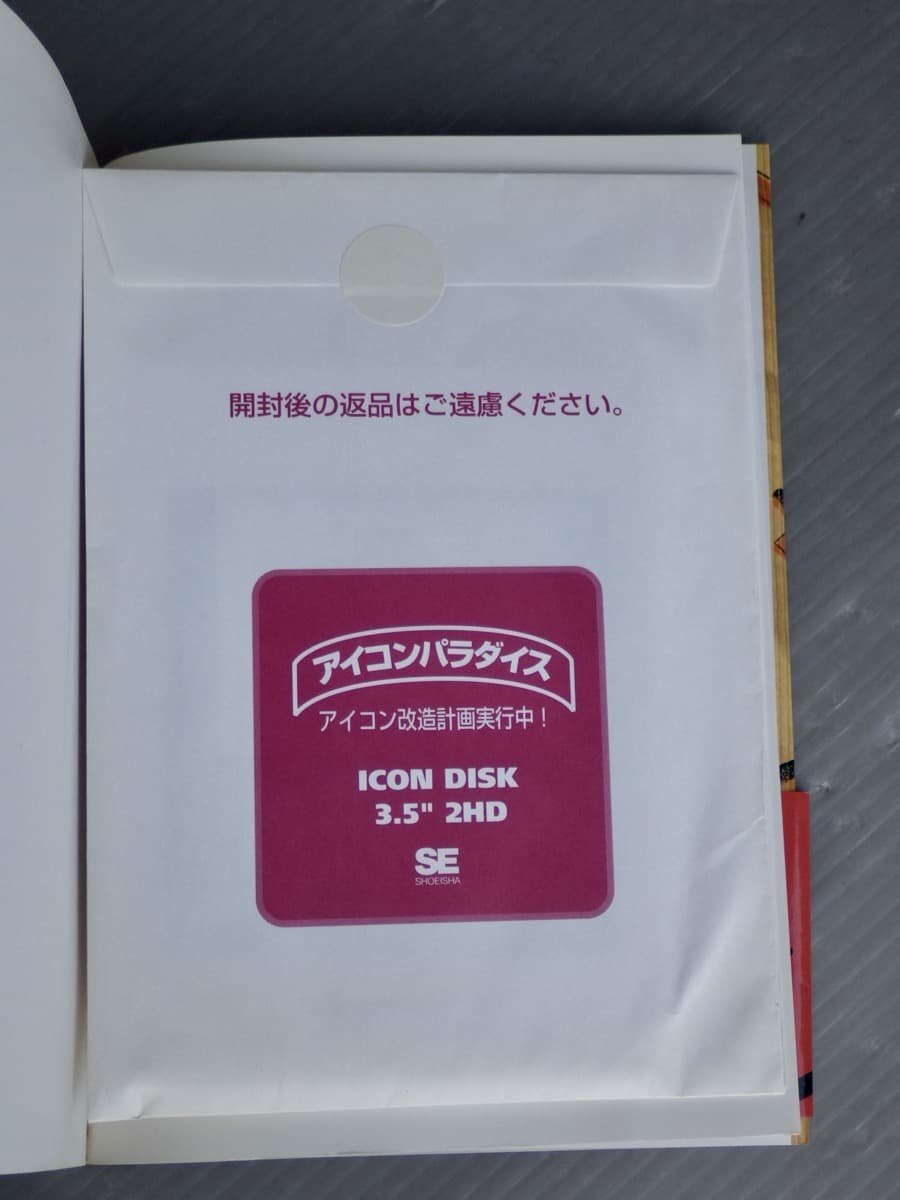 開封後の返品はご遠慮ください。
アイコンパラダイス
アイコン改造計画実行中！
ICON DISK
3.5" 2HD
SE
SHOEISHA